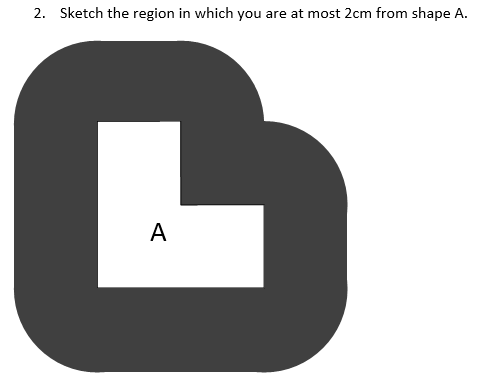 2. Sketch the region in which you are at most 2cm from shape A.
A